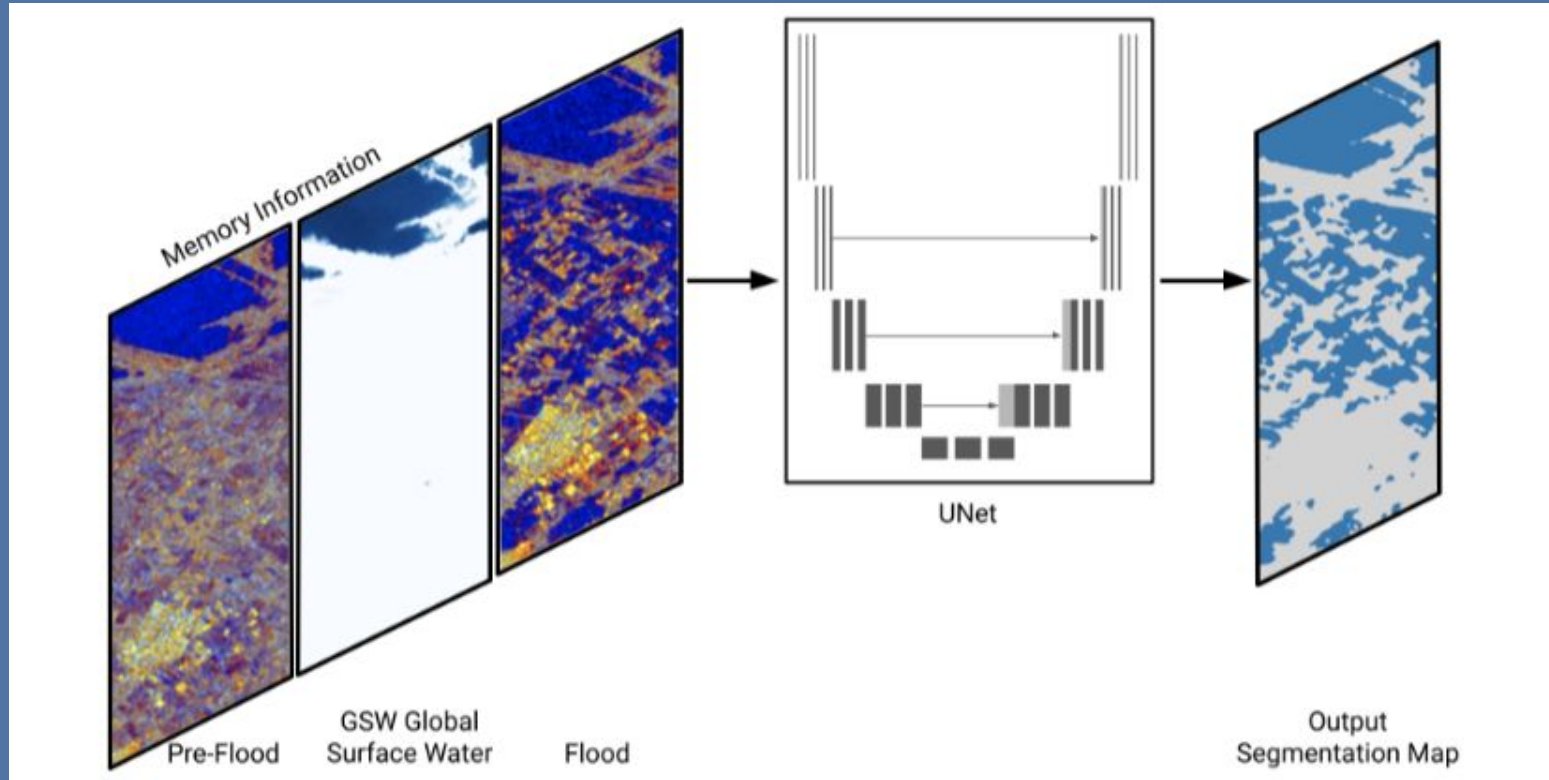 Memory Information
UNet
Pre-Flood
GSW Global
Surface Water
Flood
Output
Segmentation Map